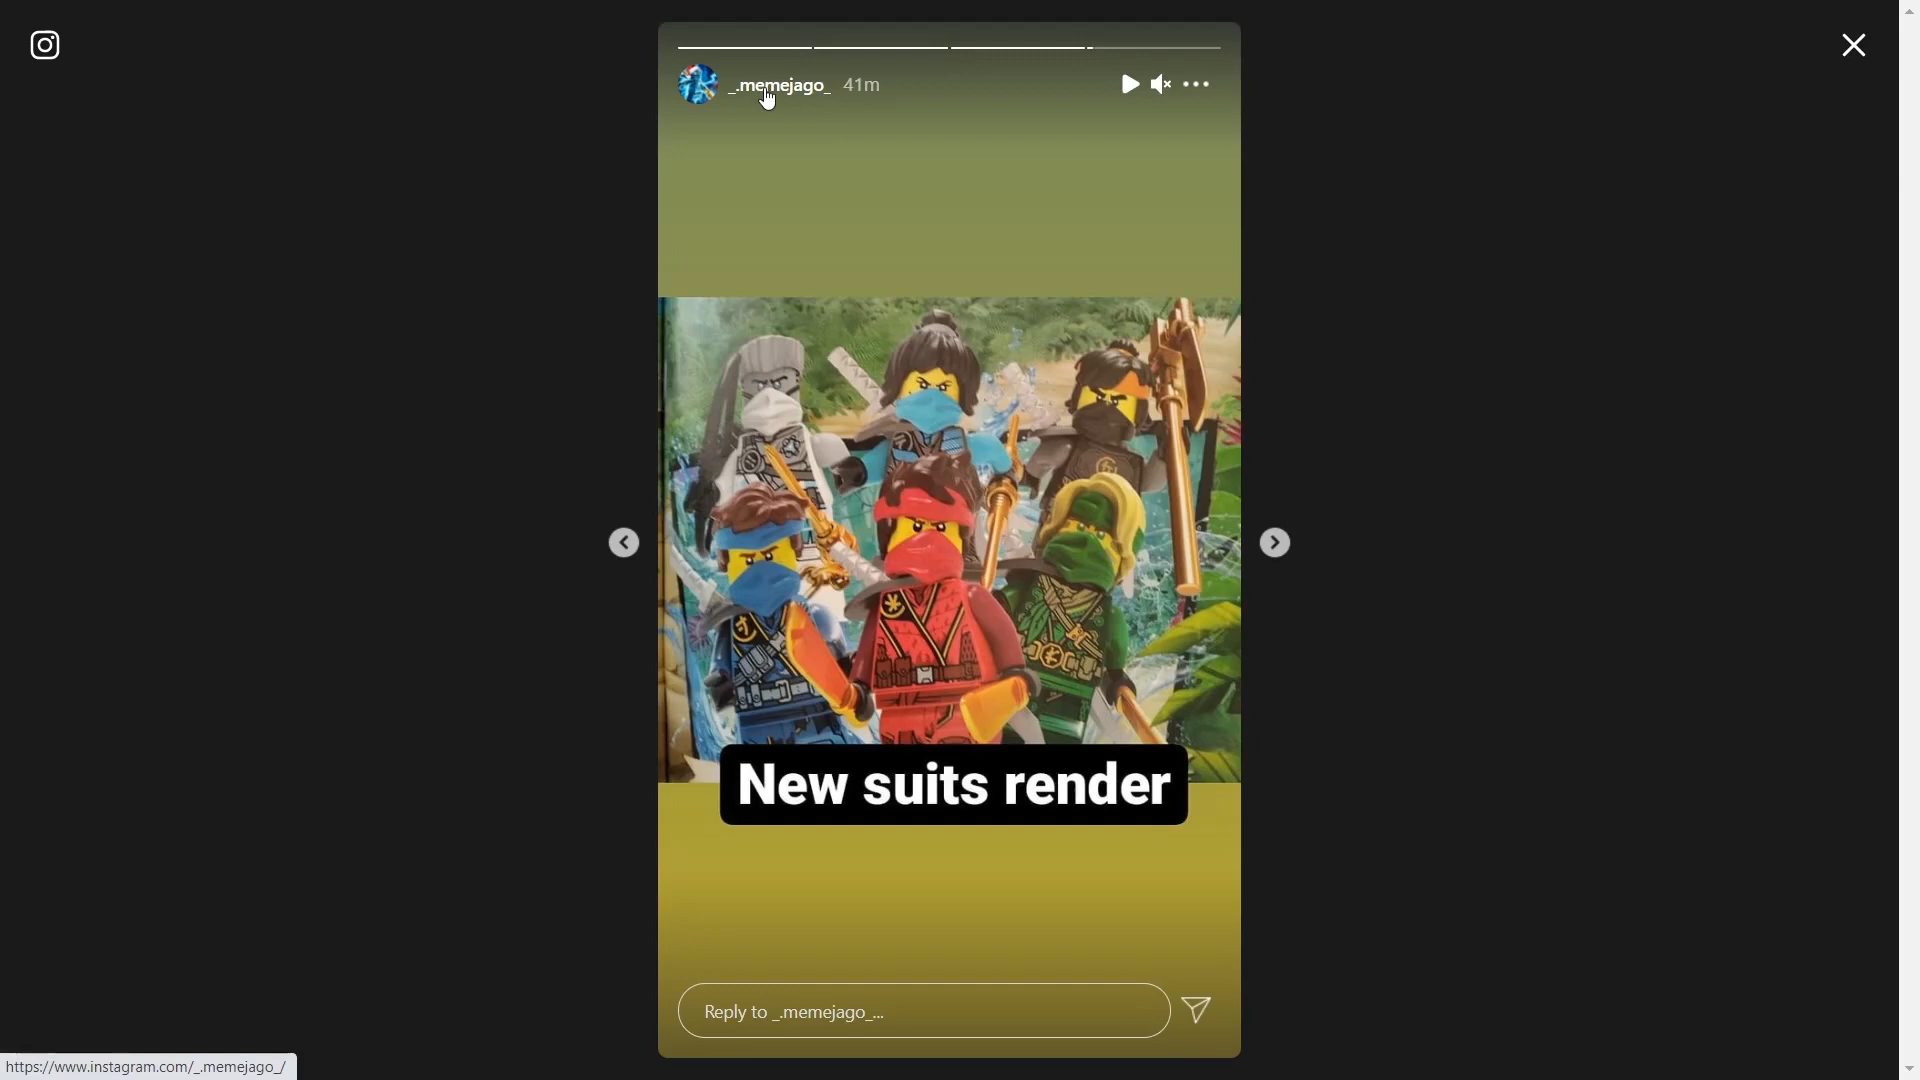 _.memejago_ 41m
New suits render
Reply to _.memejago_...
https://www.instagram.com/_.memejago_/